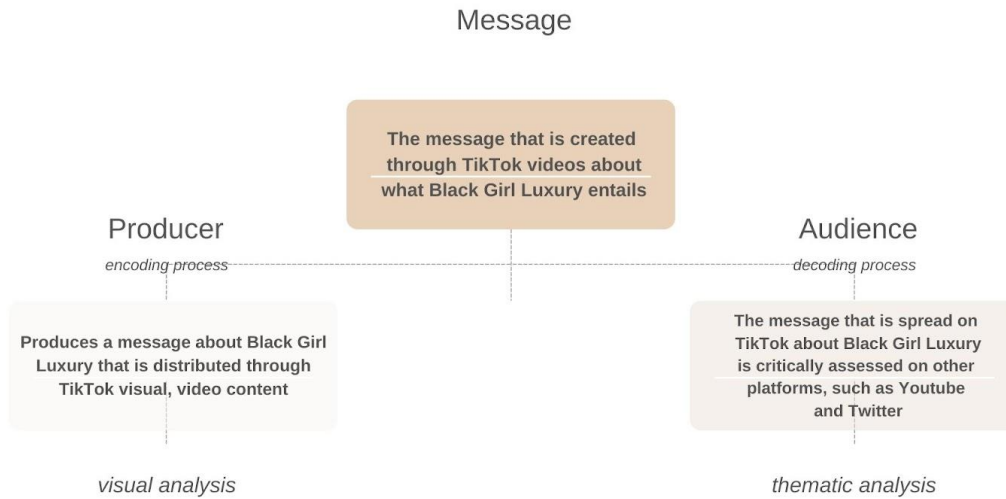 Message
The message that is created
through TikTok videos about
what Black Girl Luxury entails
Producer
encoding process
Produces a message about Black Girl
Luxury that is distributed through
TikTok visual, video content
visual analysis
Audience
decoding process
The message that is spread on
TikTok about Black Girl Luxury
is critically assessed on other
platforms, such as Youtube
and Twitter
thematic analysis